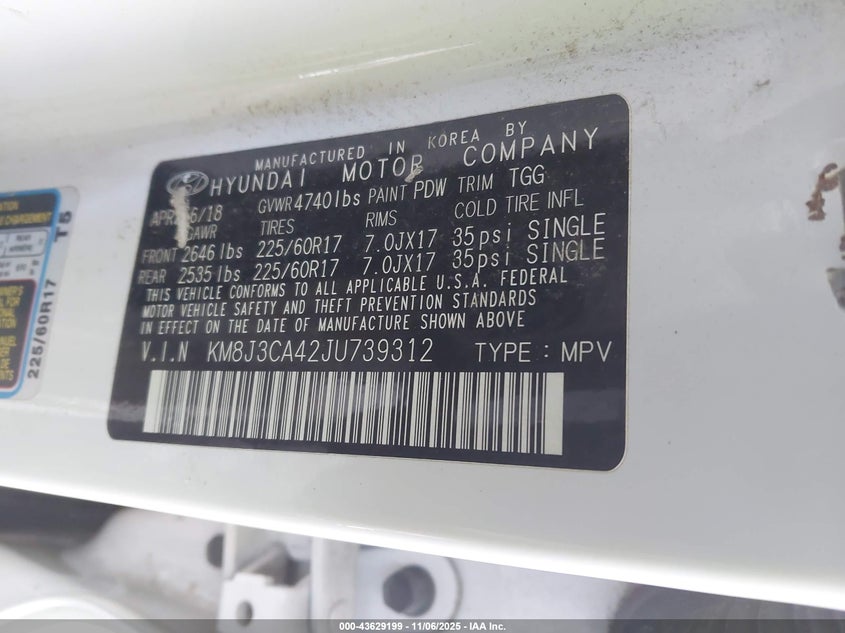 MANUFACTURED IN KOREA BY
HYUNDAI MOTOR COMPANY
6/18 GVWR 4740lbs PAINT PDW TRIM TGG
GAWR TIRES RIMS COLD TIRE INFL
FRONT 2646 lbs 225/60R17 7.0JX17 35psi SINGLE
REAR 2535 lbs 225/60R17 7.0JX17 35psi SINGLE
THIS VEHICLE CONFORMS TO ALL APPLICABLE U.S.A. FEDERAL
MOTOR VEHICLE SAFETY AND THEFT PREVENTION STANDARDS
IN EFFECT ON THE DATE OF MANUFACTURE SHOWN ABOVE
V.I.N KM8J3CA42JU739312 TYPE : MPV
T5
225/60R17
000-43629199 - 11/06/2025 - IAA Inc.